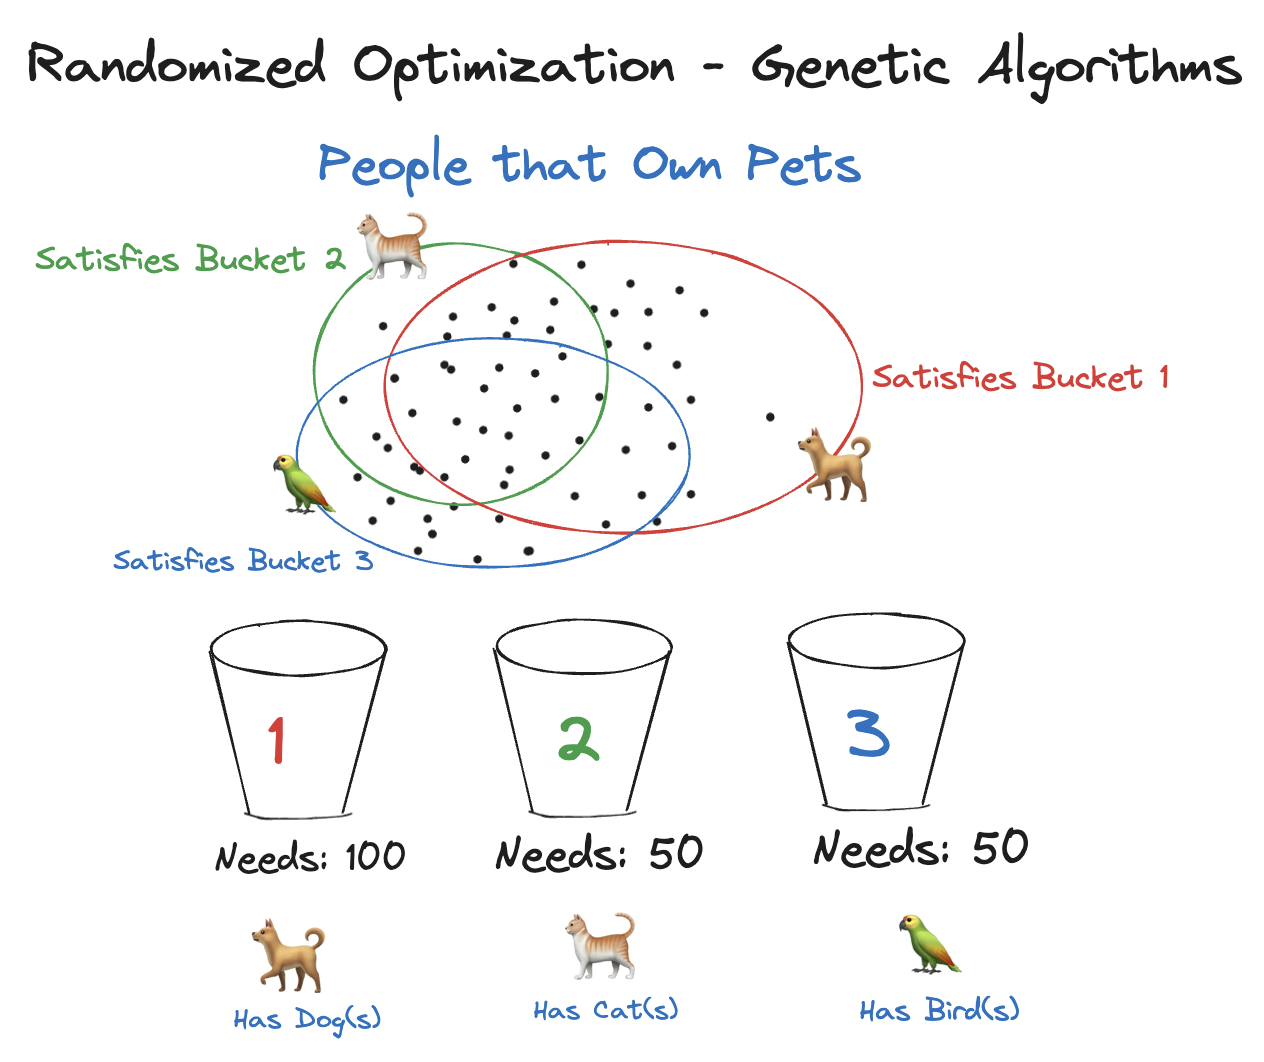 Randomized Optimization - Genetic Algorithms
People that Own Pets
Satisfies Bucket 2
Satisfies Bucket 1
Satisfies Bucket 3
1
2
3
Needs: 100
Needs: 50
Needs: 50
Has Dog(s)
Has Cat(s)
Has Bird(s)